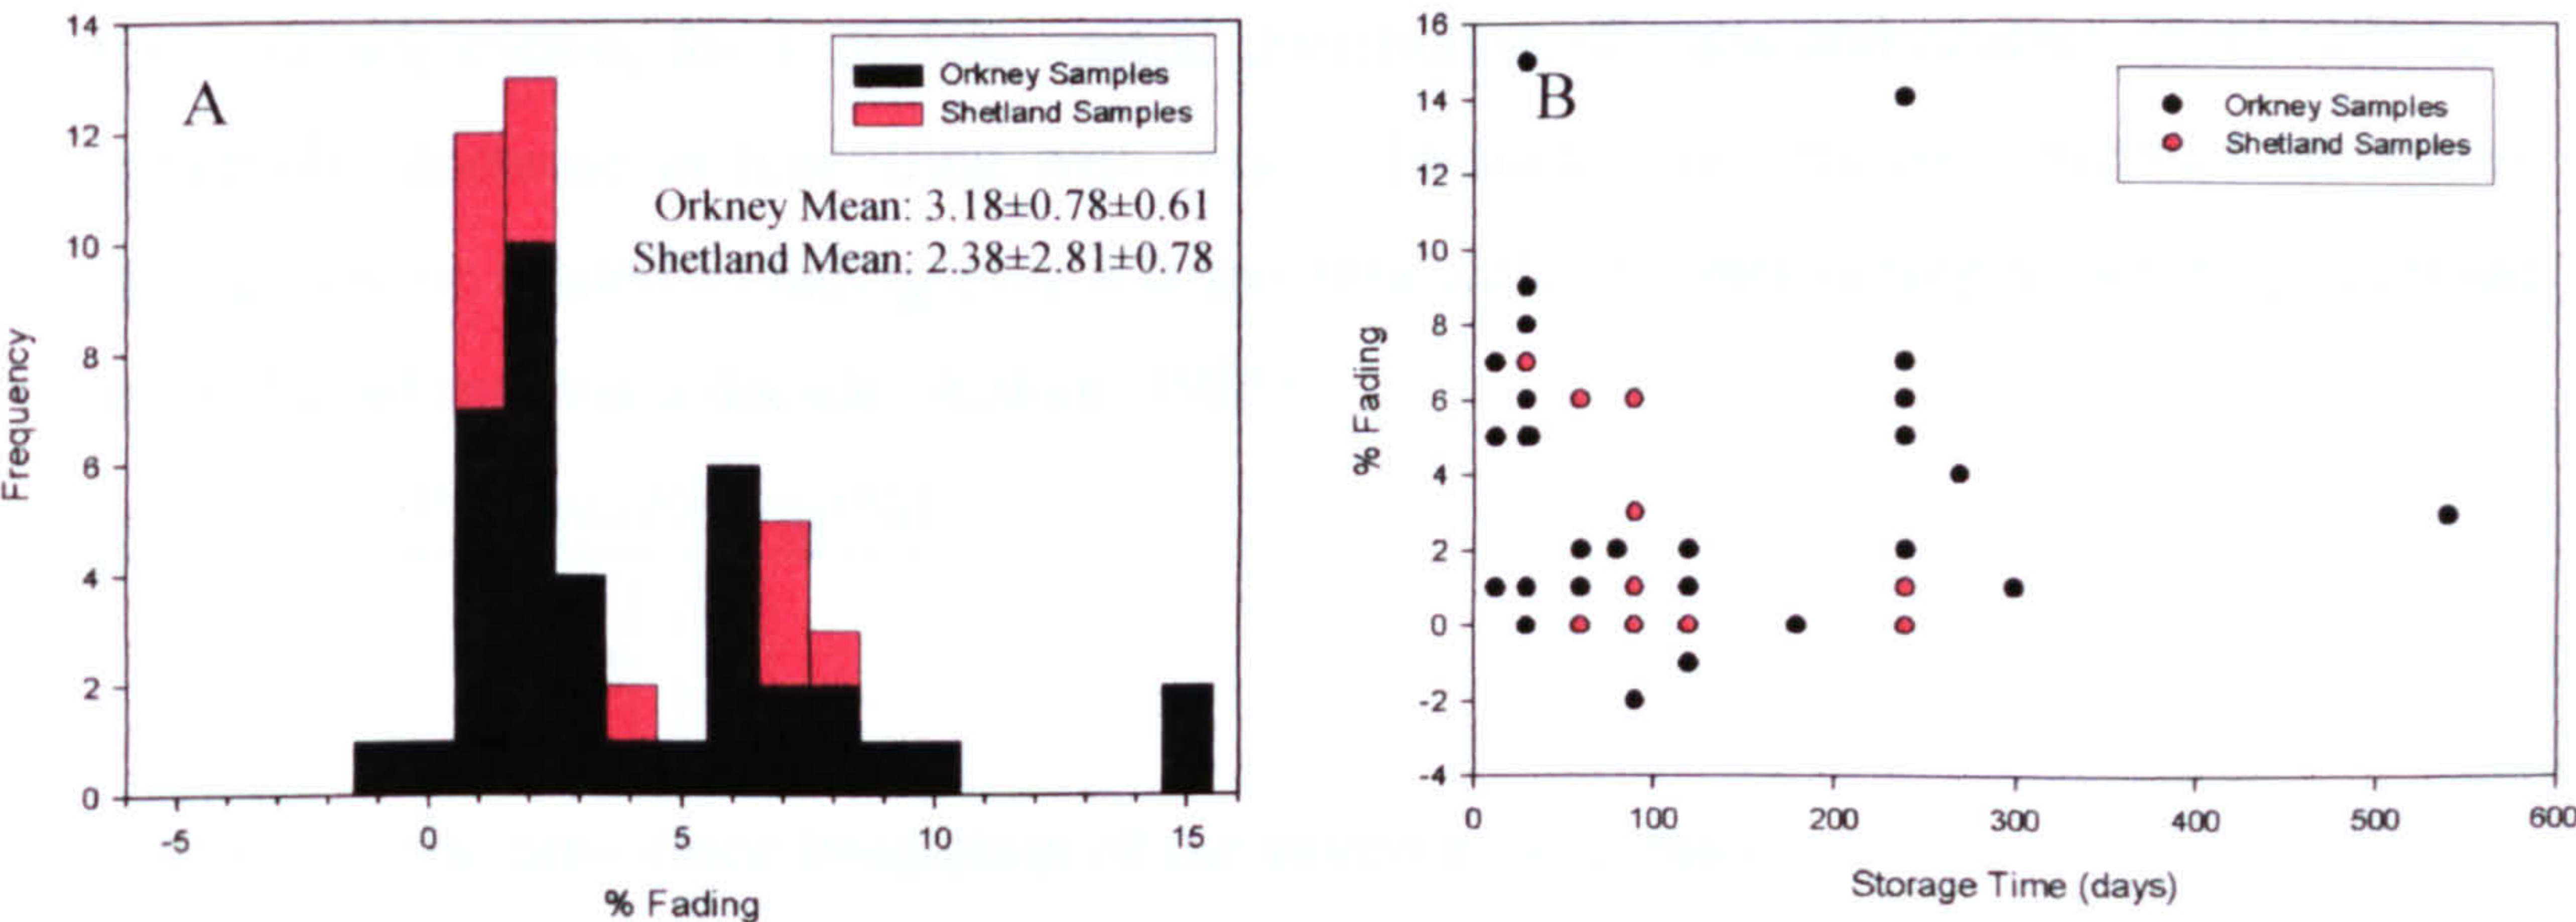 A
Orkney Samples
Shetland Samples
Orkney Mean: 3.18±0.78±0.61
Shetland Mean: 2.38±2.81±0.78
Frequency
14
12
10
8
6
4
2
0
-5 0 5 10 15
% Fading
B
Orkney Samples
Shetland Samples
% Fading
16
14
12
10
8
6
4
2
0
-2
-4
0 100 200 300 400 500 600
Storage Time (days)